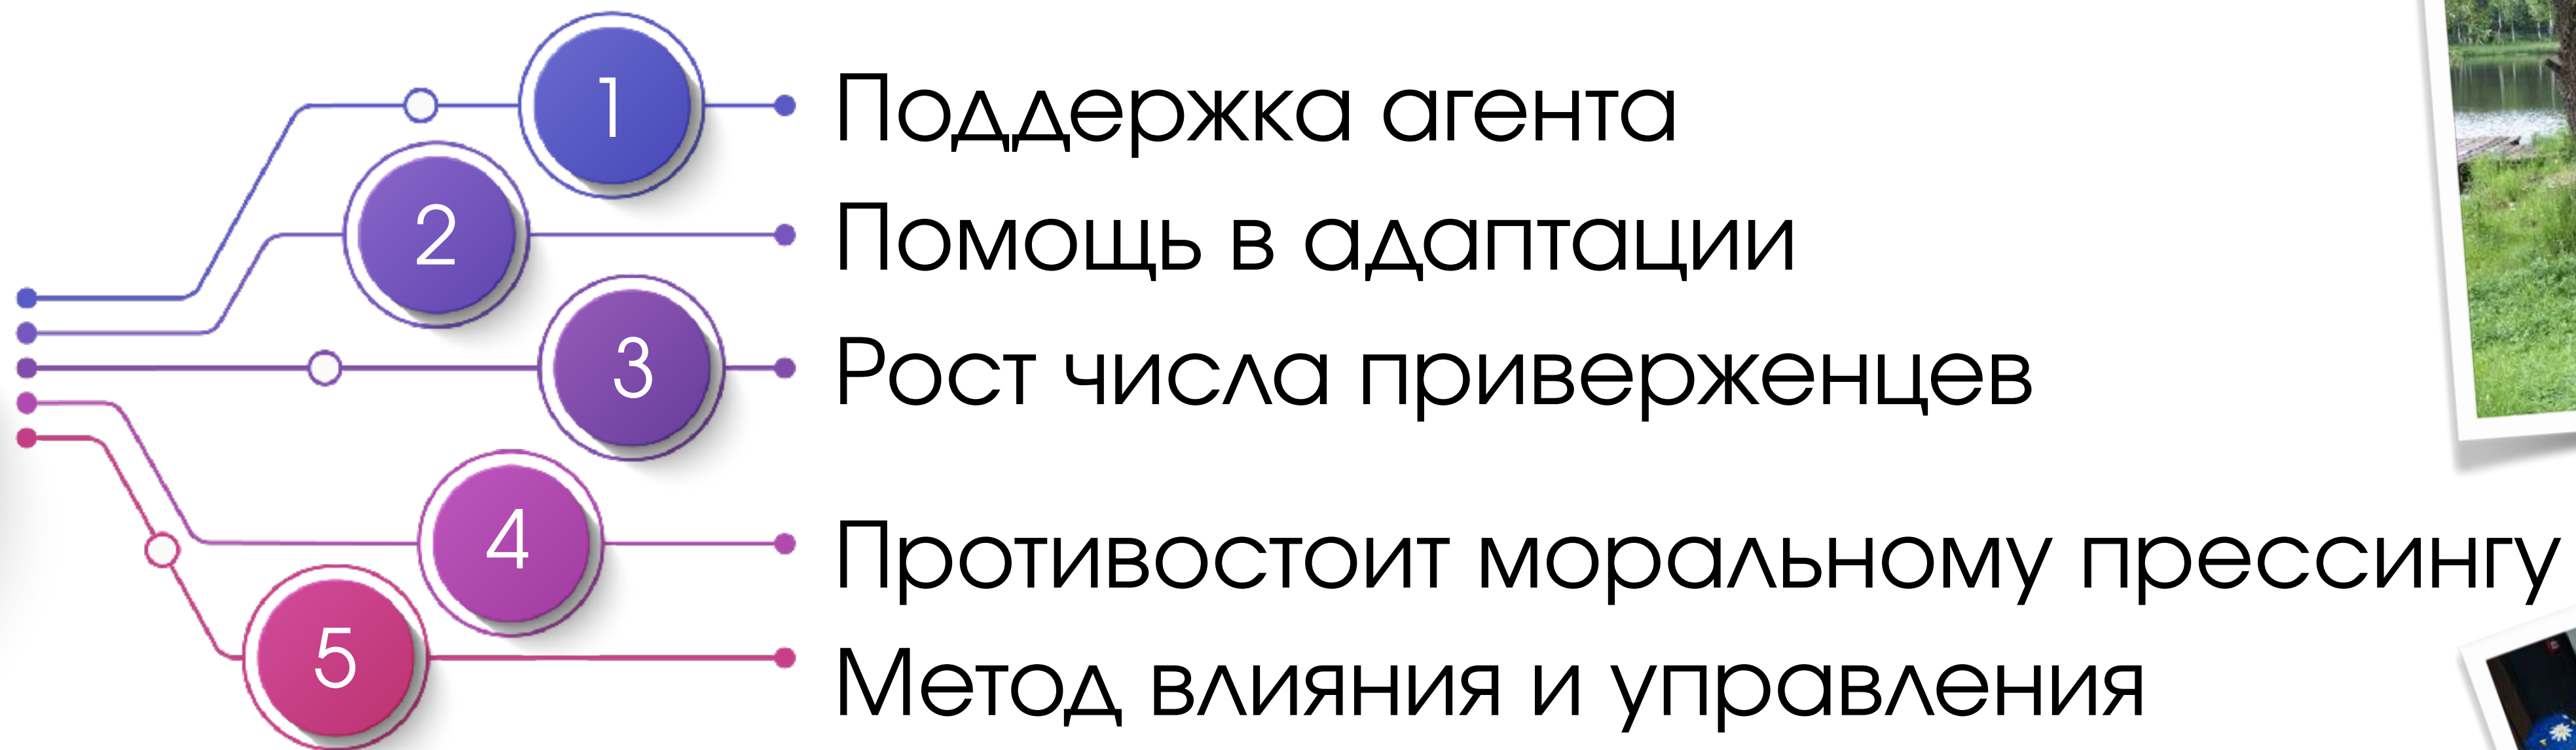 1 Поддержка агента
2 Помощь в адаптации
3 Рост числа приверженцев
4 Противостоит моральному прессингу
5 Метод влияния и управления